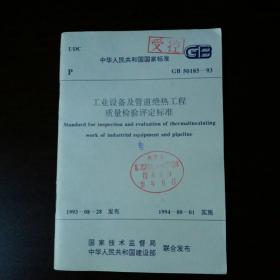 UDC
受控
GB
中华人民共和国国家标准
P
GB 50185-93
工业设备及管道绝热工程
质量检验评定标准
Standard for inspection and evaluation of thermalinsulating
work of industrial equipment and pipeline
1993-08-28 发布
1994-08-01 实施
国家技术监督局
中华人民共和国建设部
联合发布